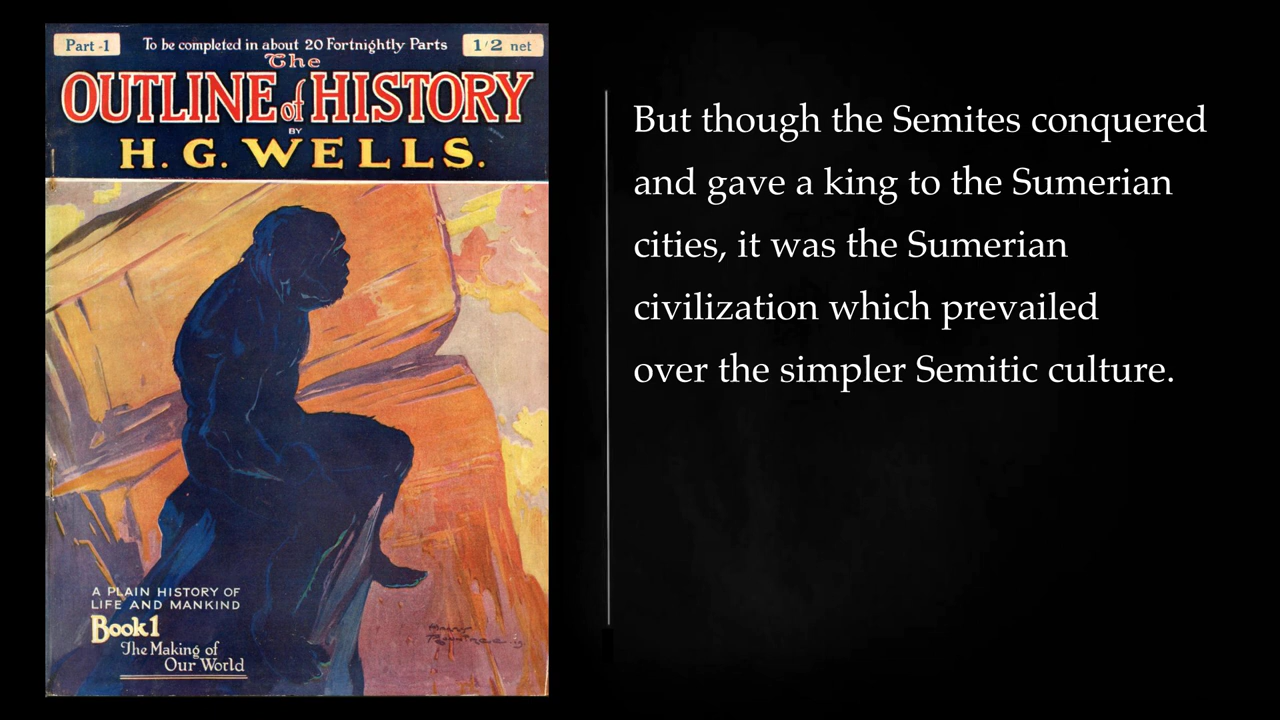 Part -1
To be completed in about 20 Fortnightly Parts
1/2 net
The
OUTLINE of HISTORY
BY
H. G. WELLS.
A PLAIN HISTORY OF
LIFE AND MANKIND
Book 1
The Making of
Our World
But though the Semites conquered
and gave a king to the Sumerian
cities, it was the Sumerian
civilization which prevailed
over the simpler Semitic culture.